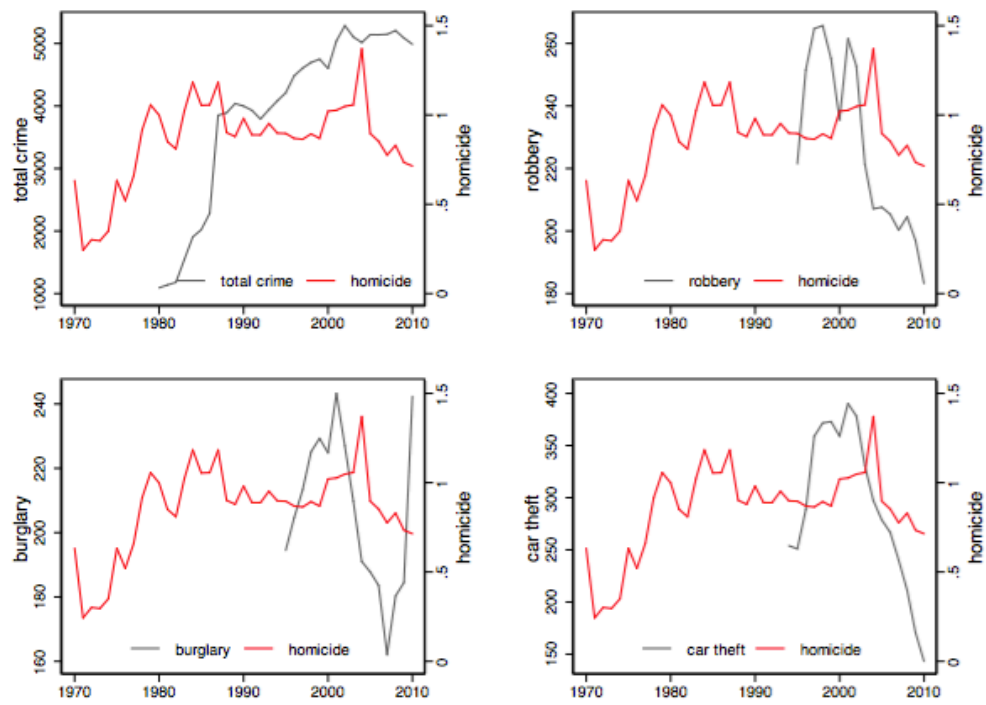 total crime
5000
4000
3000
2000
1000
1.5
1
.5
0
homicide
total crime homicide
1970 1980 1990 2000 2010
robbery
260
240
220
200
180
1.5
1
.5
0
homicide
robbery homicide
1970 1980 1990 2000 2010
burglary
240
220
200
180
160
1.5
1
.5
0
homicide
burglary homicide
1970 1980 1990 2000 2010
car theft
400
350
300
250
200
150
1.5
1
.5
0
homicide
car theft homicide
1970 1980 1990 2000 2010